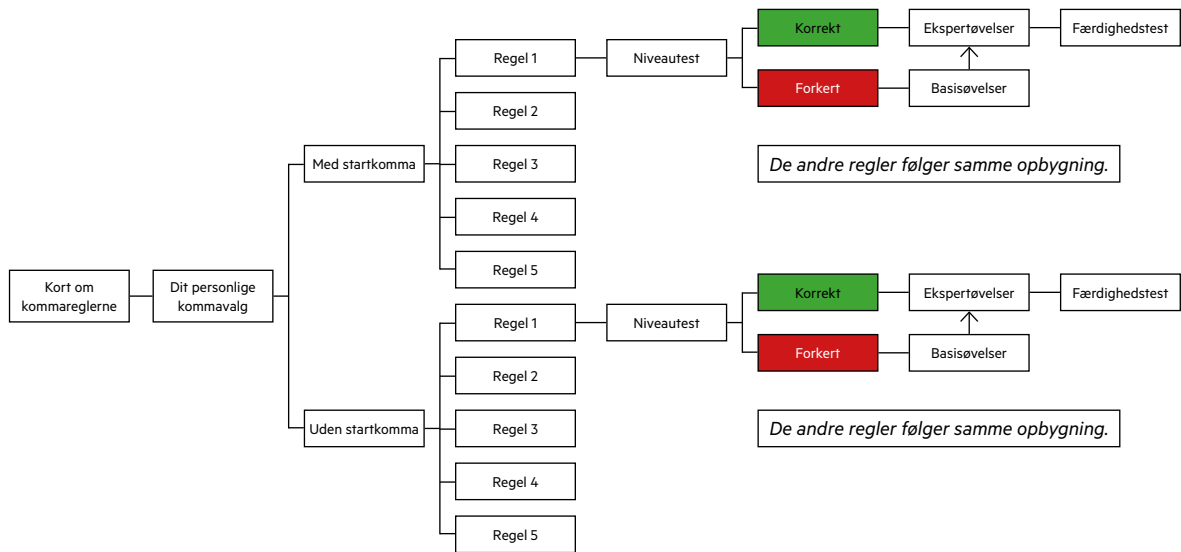 Kort om
kommareglerne
Dit personlige
kommavalg
Med startkomma
Regel 1
Regel 2
Regel 3
Regel 4
Regel 5
Niveautest
Korrekt
Ekspertøvelser
Færdighedstest
Forkert
Basisøvelser
De andre regler følger samme opbygning.
Uden startkomma
Regel 1
Regel 2
Regel 3
Regel 4
Regel 5
Niveautest
Korrekt
Ekspertøvelser
Færdighedstest
Forkert
Basisøvelser
De andre regler følger samme opbygning.